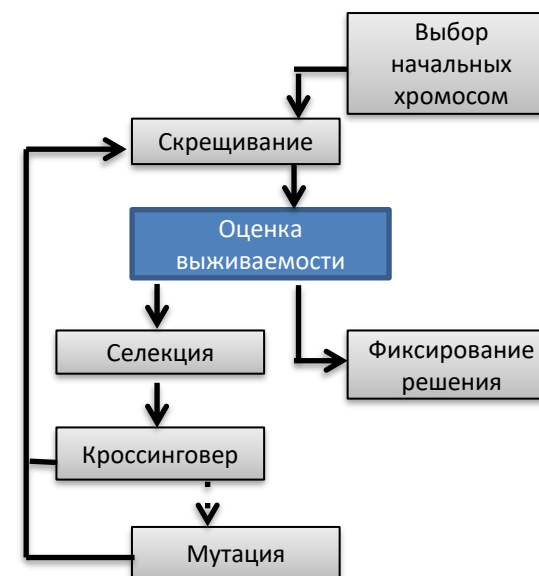 Выбор
начальных
хромосом
Скрещивание
Оценка
выживаемости
Селекция
Фиксирование
решения
Кроссинговер
Мутация